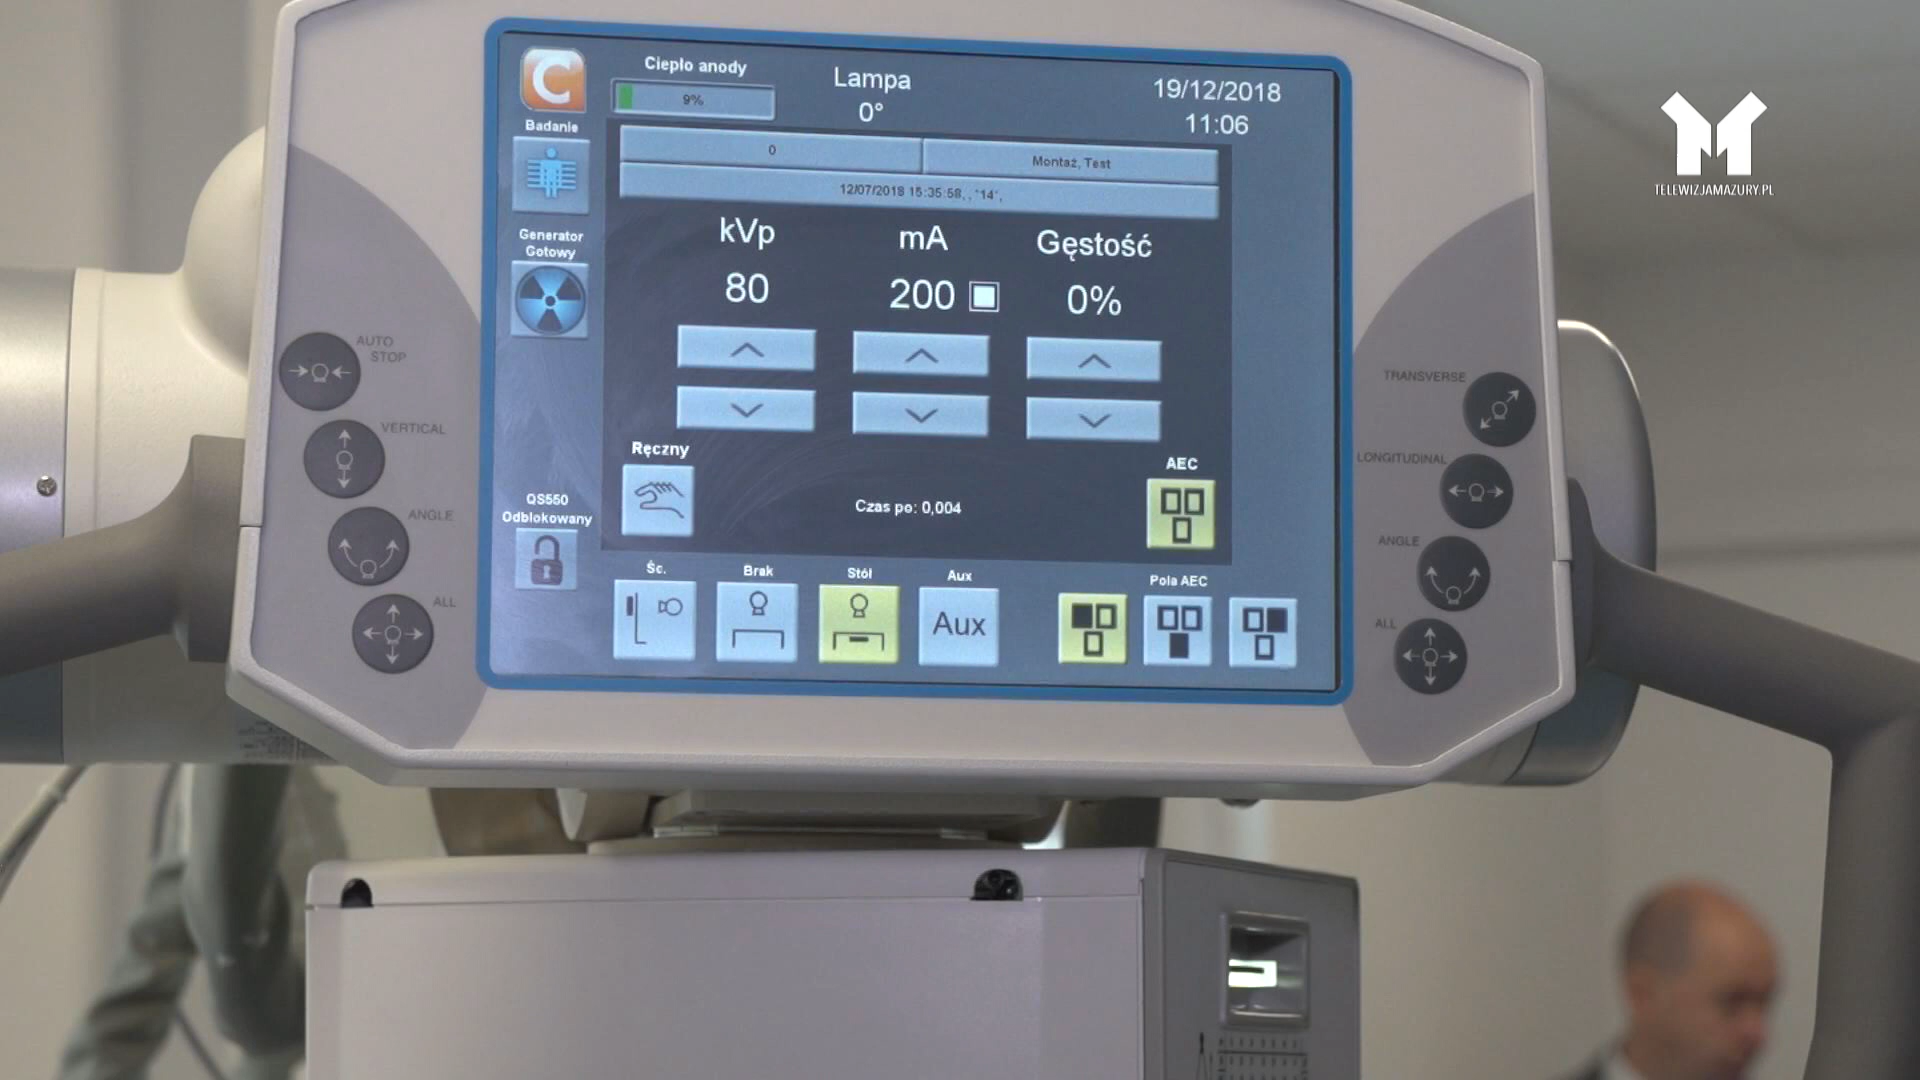 C
Ciepło anody
9%
Lampa
0°
19/12/2018
11:06
TELEWIZJAMAZURY.PL
Badanie
0
Montaż, Test
12/07/2018 15:35:58, , '14',
Generator
Gotowy
kVp
mA
Gęstość
80
200
0%
AUTO
STOP
VERTICAL
ANGLE
ALL
TRANSVERSE
LONGITUDINAL
ANGLE
ALL
Ręczny
AEC
Czas po: 0,004
QS550
Odblokowany
Śc.
Brak
Stół
Aux
Pola AEC
Aux